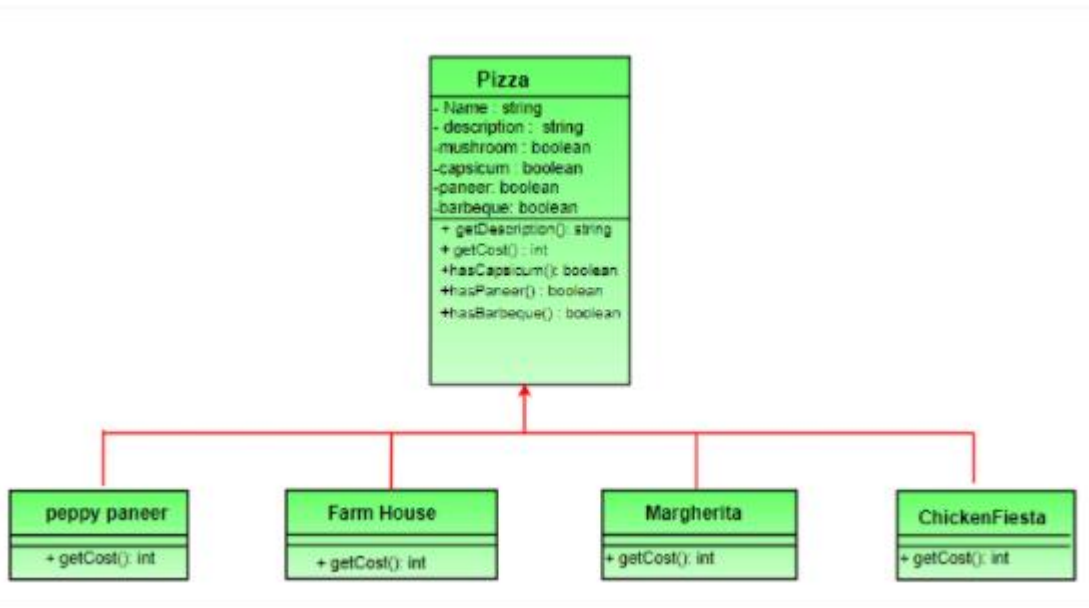 Pizza
- Name : string
- description : string
-mushroom : boolean
-capsicum : boolean
-paneer: boolean
-barbeque: boolean
+ getDescription(): string
+ getCost() : int
+hasCapsicum(): boolean
+hasPaneer() : boolean
+hasBarbeque() : boolean
peppy paneer
+ getCost(): int
Farm House
+ getCost(): int
Margherita
+ getCost(): int
ChickenFiesta
+ getCost(): int